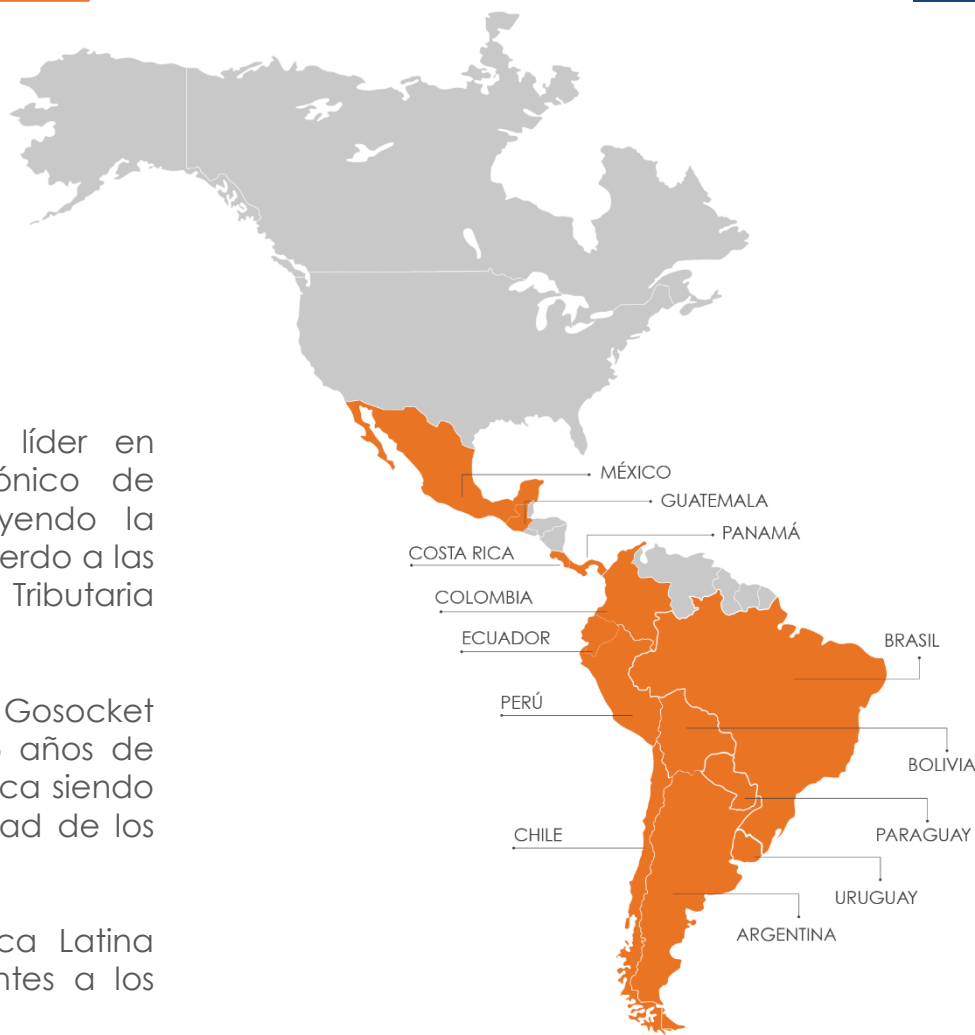 líder en
ónico de
yendo la
erdo a las
Tributaria
Gosocket
años de
ca siendo
ad de los
ca Latina
ntes a los
MÉXICO
GUATEMALA
PANAMÁ
COSTA RICA
COLOMBIA
ECUADOR
BRASIL
PERÚ
BOLIVIA
CHILE
PARAGUAY
URUGUAY
ARGENTINA